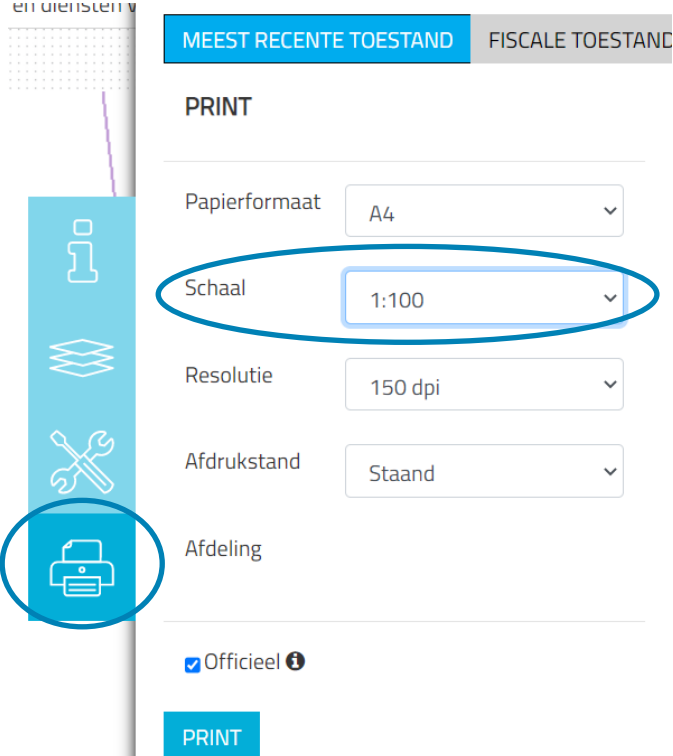 en diensten v
MEEST RECENTE TOESTAND FISCALE TOESTAND
PRINT
Papierformaat A4
Schaal 1:100
Resolutie 150 dpi
Afdrukstand Staand
Afdeling
Officieel
PRINT